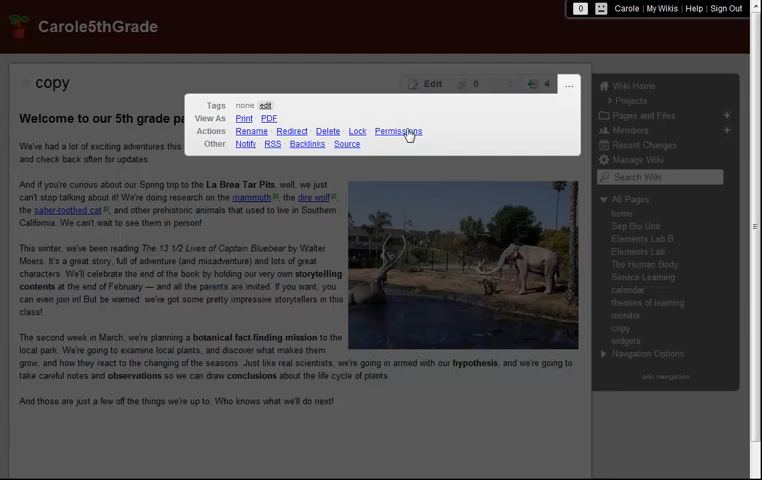 0 Carole | My Wikis | Help | Sign Out
Carole5thGrade
copy
Edit 0 4 ...
Tags none edit
View As Print · PDF
Actions Rename · Redirect · Delete · Lock · Permissions
Other Notify · RSS · Backlinks · Source
Welcome to our 5th grade pa
We've had a lot of exciting adventures this
and check back often for updates.
And if you're curious about our Spring trip to the La Brea Tar Pits, well, we just
can't stop talking about it! We're doing research on the mammoth, the dire wolf,
the saber-toothed cat, and other prehistoric animals that used to live in Southern
California. We can't wait to see them in person!
This winter, we've been reading The 13 1/2 Lives of Captain Bluebear by Walter
Moers. It's a great story, full of adventure (and misadventure) and lots of great
characters. We'll celebrate the end of the book by holding our very own storytelling
contents at the end of February — and all the parents are invited. If you want, you
can even join in! But be warned: we've got some pretty impressive storytellers in this
class!
The second week in March, we're planning a botanical fact-finding mission to the
local park. We're going to examine local plants, and discover what makes them
grow, and how they react to the changing of the seasons. Just like real scientists, we're going in armed with our hypothesis, and we're going to
take careful notes and observations so we can draw conclusions about the life cycle of plants.
And those are just a few off the things we're up to. Who knows what we'll do next!
Wiki Home
Projects
Pages and Files +
Members +
Recent Changes
Manage Wiki
Search Wiki
All Pages
home
Sep Bio Unit
Elements Lab B
Elements Lab
The Human Body
Service Learning
calendar
theories of learning
monitor
copy
widgets
Navigation Options
edit navigation